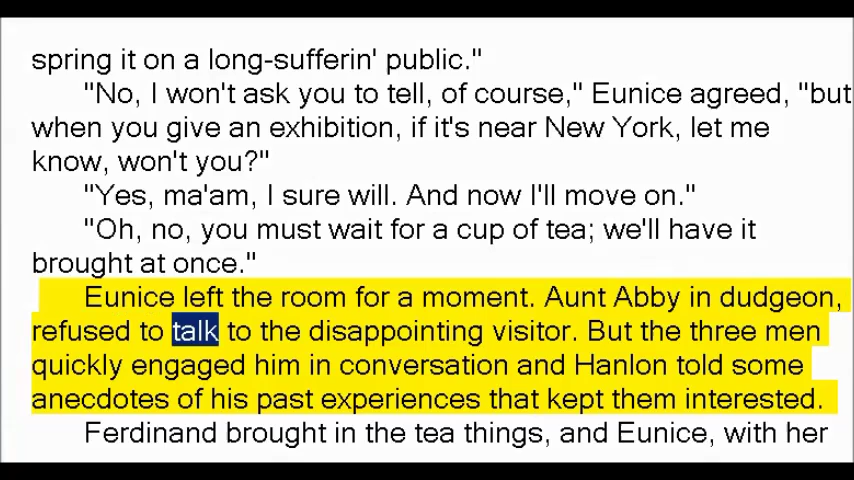 spring it on a long-sufferin' public."
"No, I won't ask you to tell, of course," Eunice agreed, "but
when you give an exhibition, if it's near New York, let me
know, won't you?"
"Yes, ma'am, I sure will. And now I'll move on."
"Oh, no, you must wait for a cup of tea; we'll have it
brought at once."
Eunice left the room for a moment. Aunt Abby in dudgeon,
refused to talk to the disappointing visitor. But the three men
quickly engaged him in conversation and Hanlon told some
anecdotes of his past experiences that kept them interested.
Ferdinand brought in the tea things, and Eunice, with her